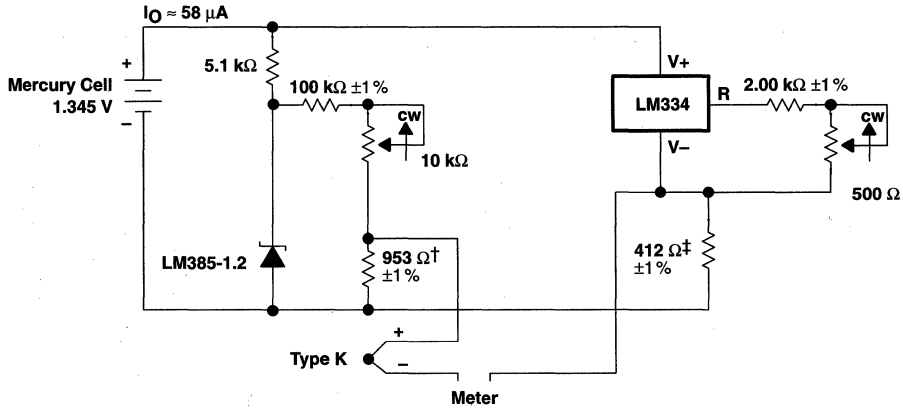 IO ≈ 58 μA
+
Mercury Cell
1.345 V
−
5.1 kΩ
100 kΩ ±1%
cw
10 kΩ
LM385-1.2
953 Ω†
±1%
+
Type K
−
Meter
V+
LM334
R
2.00 kΩ ±1%
V−
cw
500 Ω
412 Ω‡
±1%